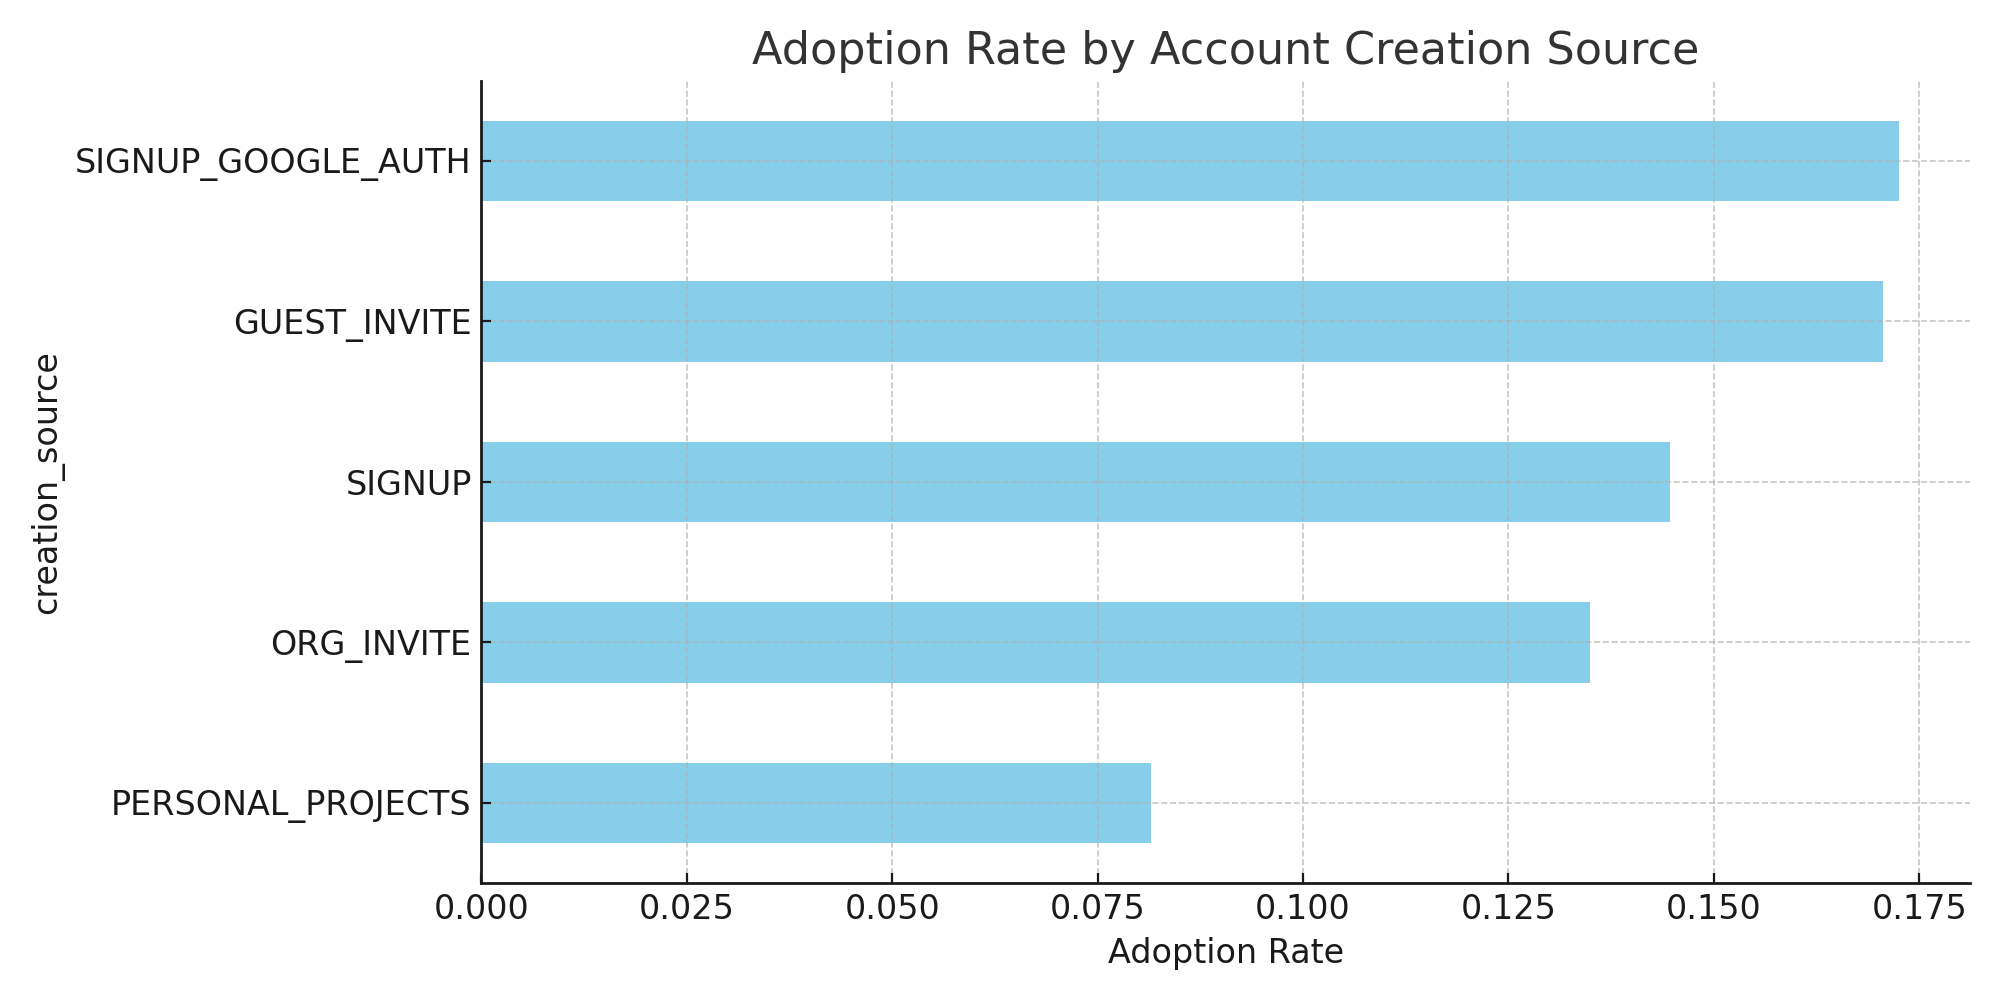 Adoption Rate by Account Creation Source
SIGNUP_GOOGLE_AUTH
GUEST_INVITE
SIGNUP
ORG_INVITE
PERSONAL_PROJECTS
creation_source
0.000 0.025 0.050 0.075 0.100 0.125 0.150 0.175
Adoption Rate